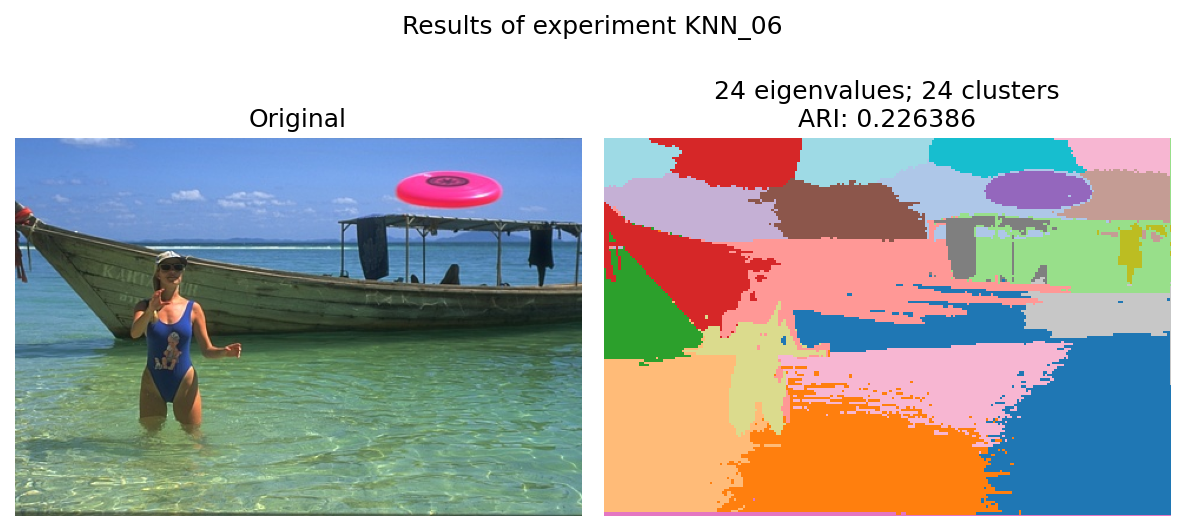 Results of experiment KNN_06
24 eigenvalues; 24 clusters
Original
ARI: 0.226386